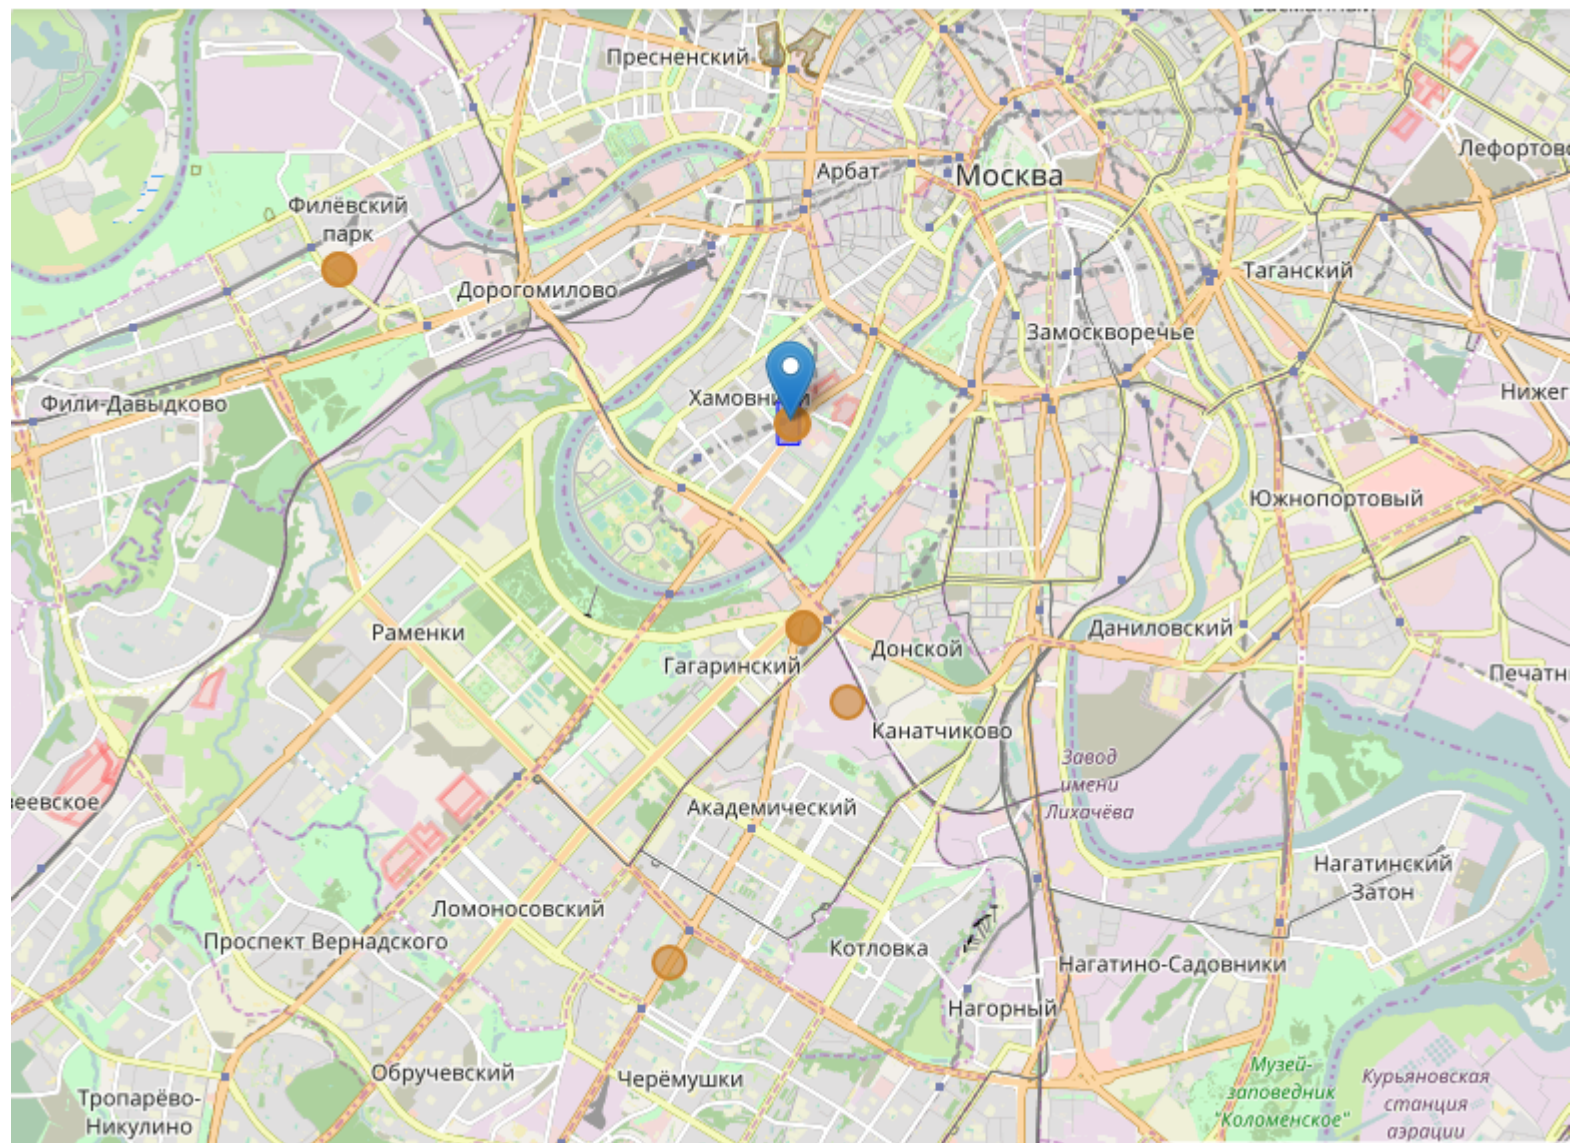 Пресненский
Лефортово
Арбат
Москва
Филёвский
парк
Таганский
Дорогомилово
Замоскворечье
Фили-Давыдково
Хамовники
Нижег
Южнопортовый
Раменки
Даниловский
Донской
Гагаринский
Печатн
Канатчиково
Завод
имени
Лихачёва
веевское
Академический
Нагатинский
Затон
Ломоносовский
Проспект Вернадского
Котловка
Нагатино-Садовники
Нагорный
Обручевский
Черёмушки
Музей-
заповедник
"Коломенское"
Курьяновская
станция
аэрации
Тропарёво-
Никулино